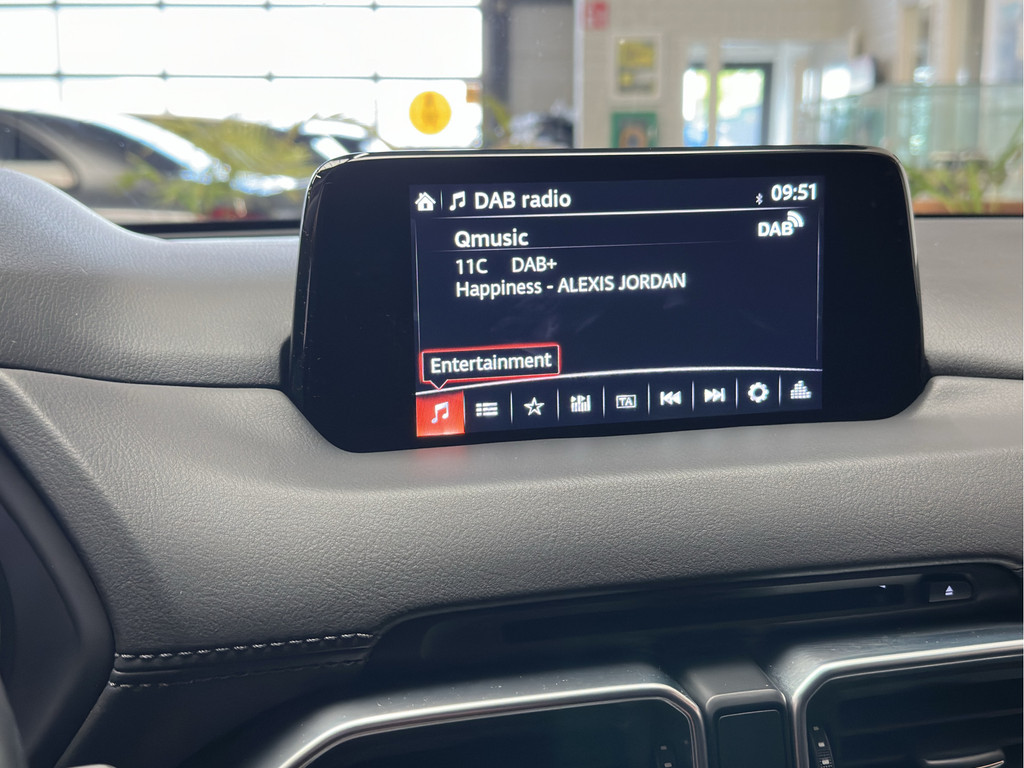 DAB radio 09:51
Qmusic DAB
11C DAB+
Happiness - ALEXIS JORDAN
Entertainment
TA